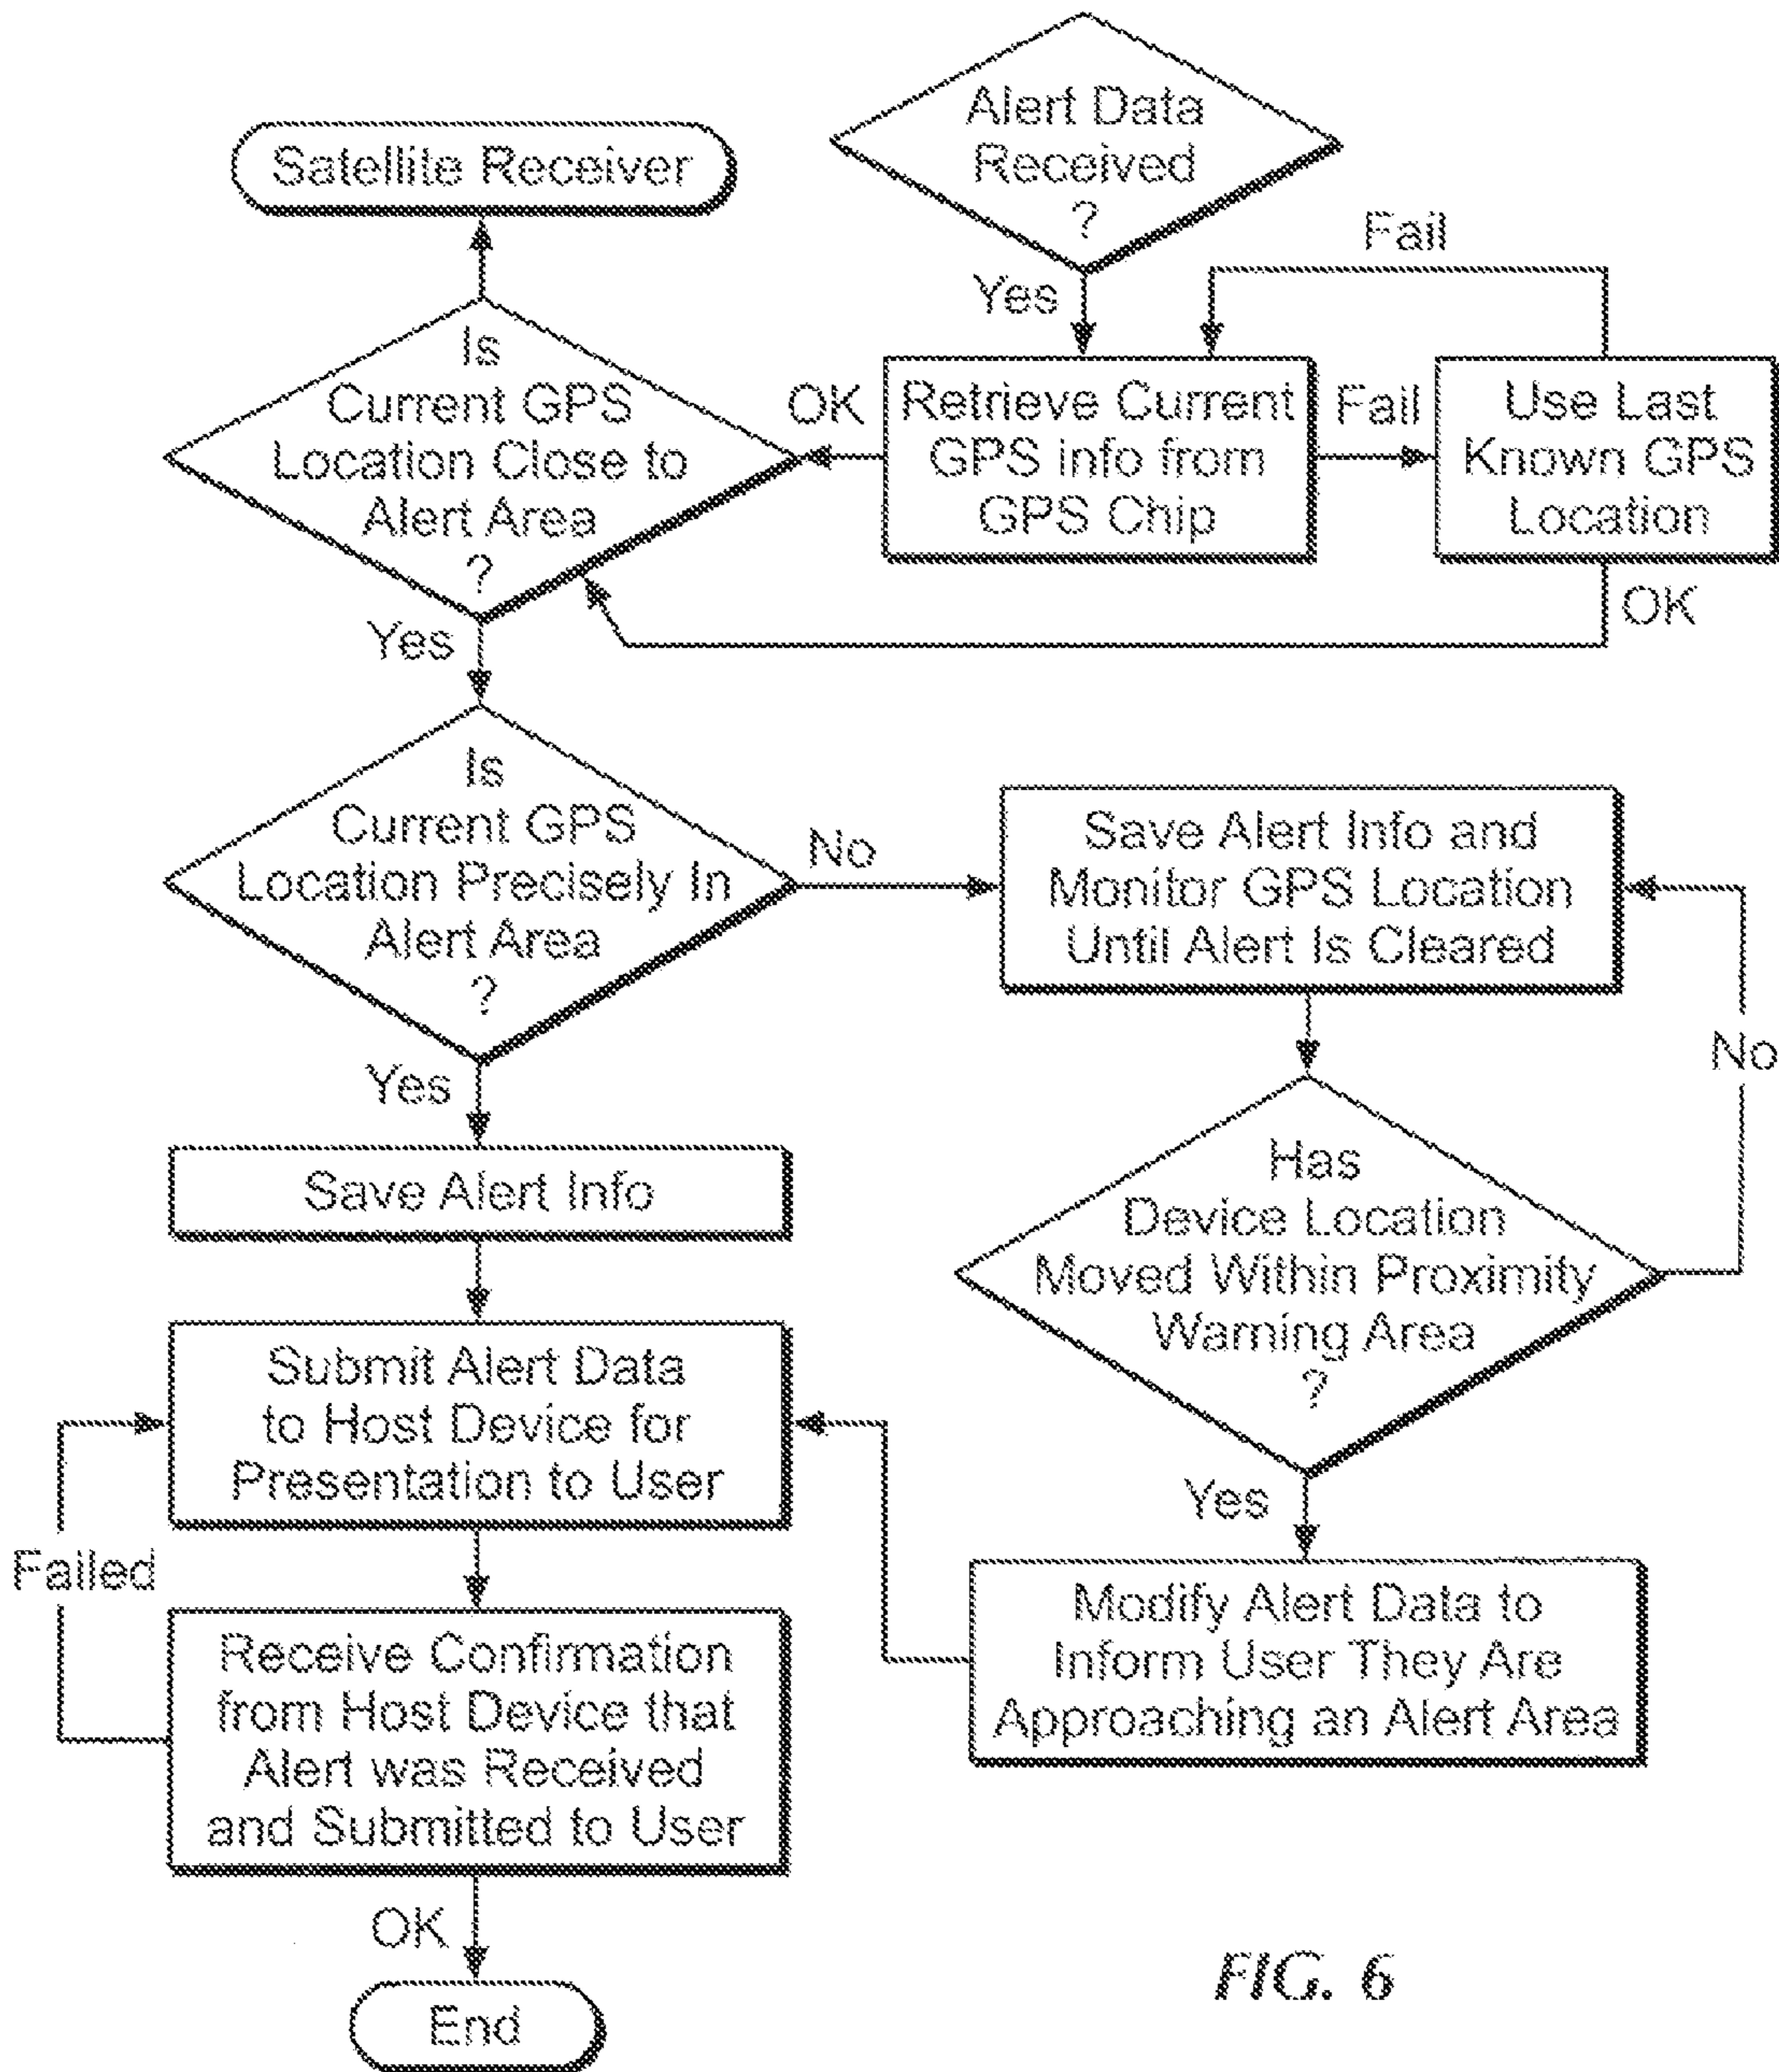 Alert Data
Received
?
Satellite Receiver
Fail
Yes
Is
Current GPS
Location Close to
Alert Area
?
OK
Retrieve Current
GPS info from
GPS Chip
Fail
Use Last
Known GPS
Location
OK
Yes
Is
Current GPS
Location Precisely In
Alert Area
?
No
Save Alert Info and
Monitor GPS Location
Until Alert Is Cleared
No
Yes
Has
Device Location
Moved Within Proximity
Warning Area
?
Save Alert Info
Submit Alert Data
to Host Device for
Presentation to User
Yes
Failed
Modify Alert Data to
Inform User They Are
Approaching an Alert Area
Receive Confirmation
from Host Device that
Alert was Received
and Submitted to User
OK
End
FIG. 6